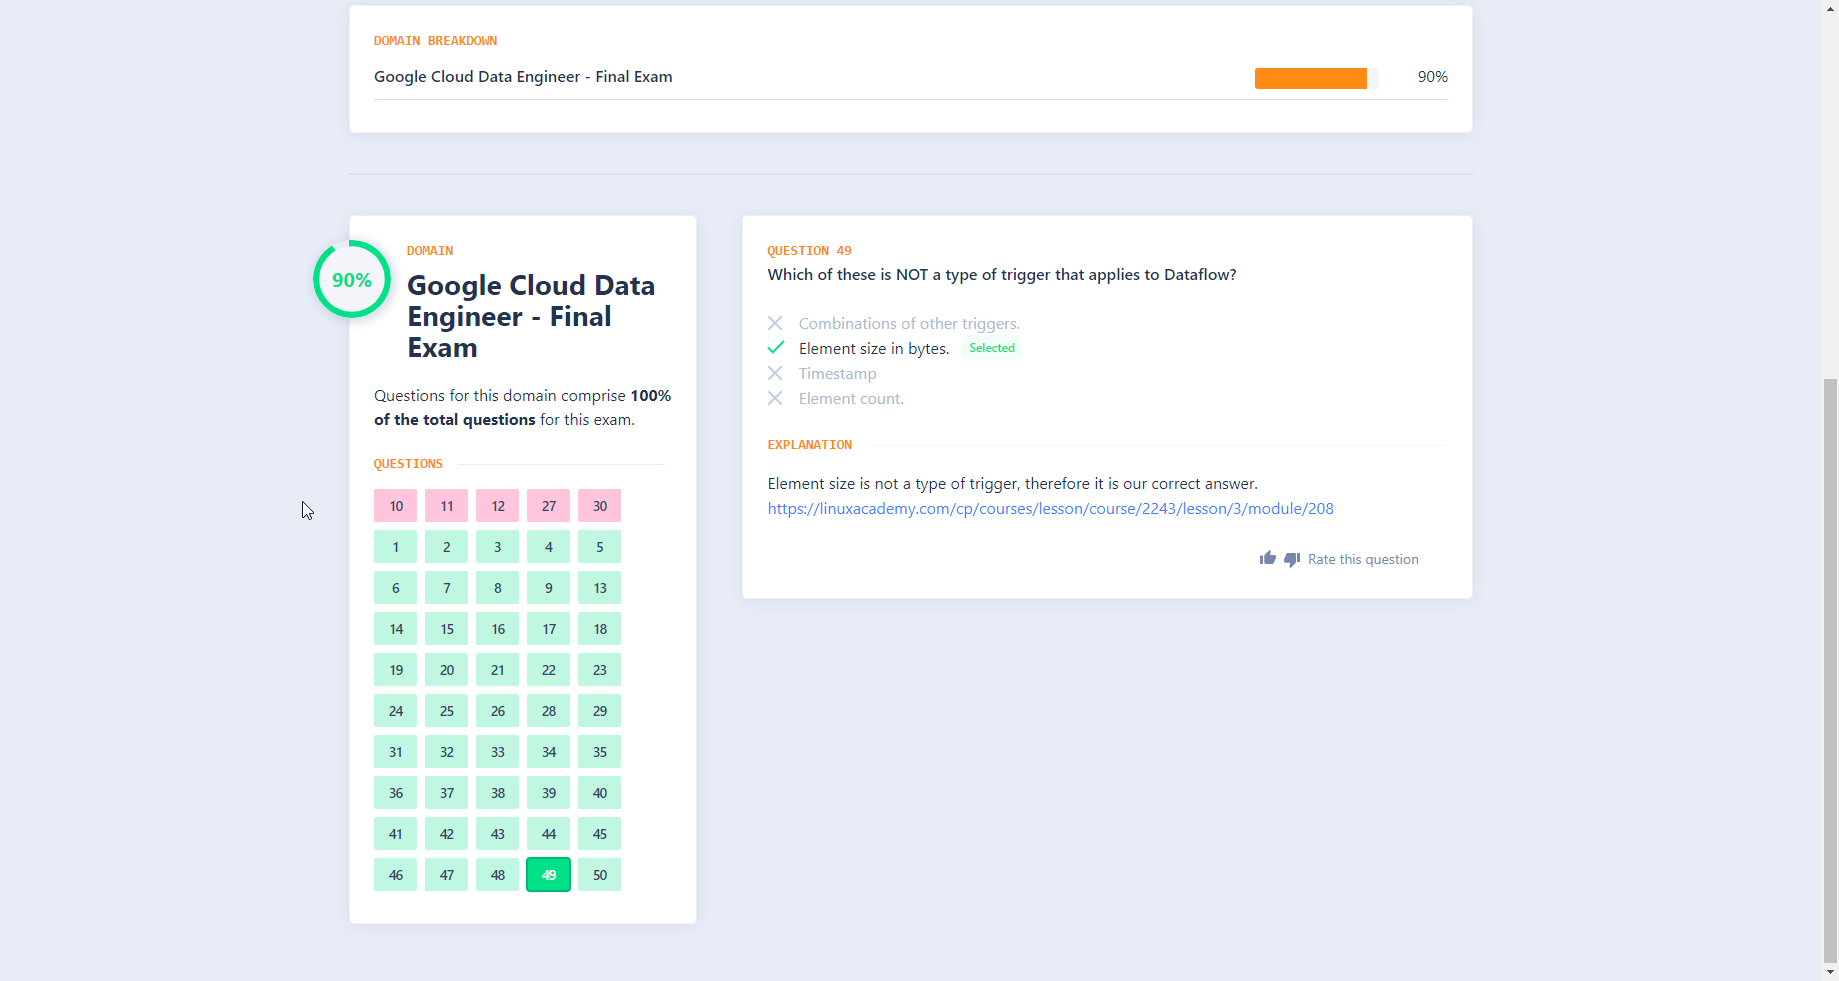 DOMAIN BREAKDOWN
Google Cloud Data Engineer - Final Exam
90%
90%
DOMAIN
Google Cloud Data
Engineer - Final
Exam
Questions for this domain comprise 100%
of the total questions for this exam.
QUESTIONS
10 11 12 27 30
1 2 3 4 5
6 7 8 9 13
14 15 16 17 18
19 20 21 22 23
24 25 26 28 29
31 32 33 34 35
36 37 38 39 40
41 42 43 44 45
46 47 48 49 50
QUESTION 49
Which of these is NOT a type of trigger that applies to Dataflow?
Combinations of other triggers.
Element size in bytes. Selected
Timestamp
Element count.
EXPLANATION
Element size is not a type of trigger, therefore it is our correct answer.
https://linuxacademy.com/cp/courses/lesson/course/2243/lesson/3/module/208
Rate this question